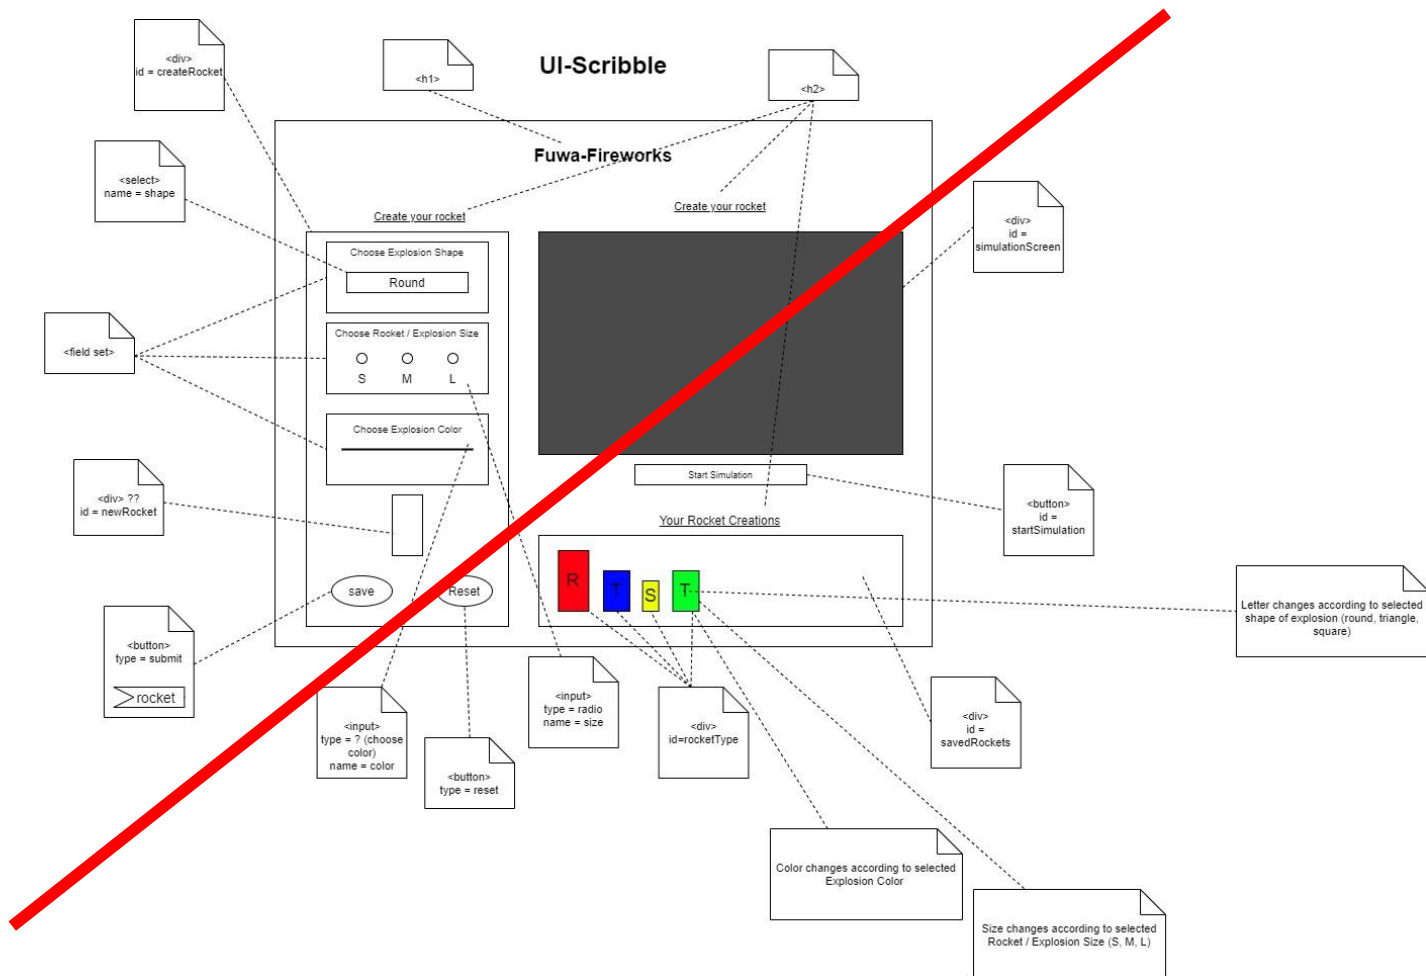 UI-Scribble
<div>
id = createRocket
<h1>
<h2>
<select>
name = shape
Fuwa-Fireworks
Create your rocket
Create your rocket
<div>
id =
simulationScreen
Choose Explosion Shape
Round
<field set>
Choose Rocket / Explosion Size
S M L
Choose Explosion Color
<div> ??
id = newRocket
Start Simulation
<button>
id =
startSimulation
Your Rocket Creations
R T S T
save Reset
Letter changes according to selected
shape of explosion (round, triangle,
square)
<button>
type = submit
rocket
<input>
type = ? (choose
color)
name = color
<button>
type = reset
<input>
type = radio
name = size
<div>
id=rocketType
<div>
id =
savedRockets
Color changes according to selected
Explosion Color
Size changes according to selected
Rocket / Explosion Size (S, M, L)